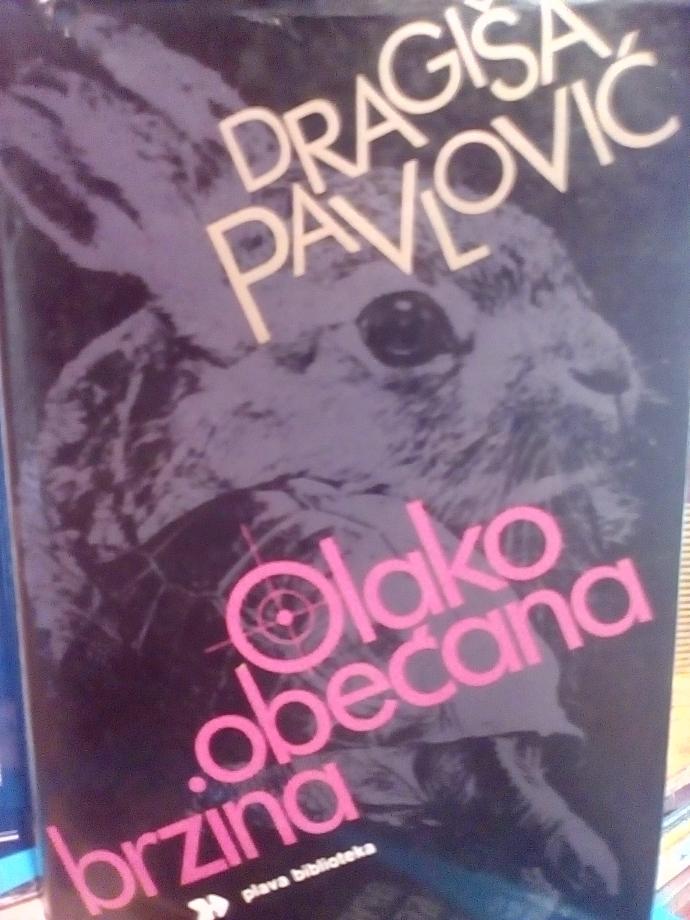 DRAGIŠA
PAVLOVIĆ
Olako
obećana
brzina
plava biblioteka